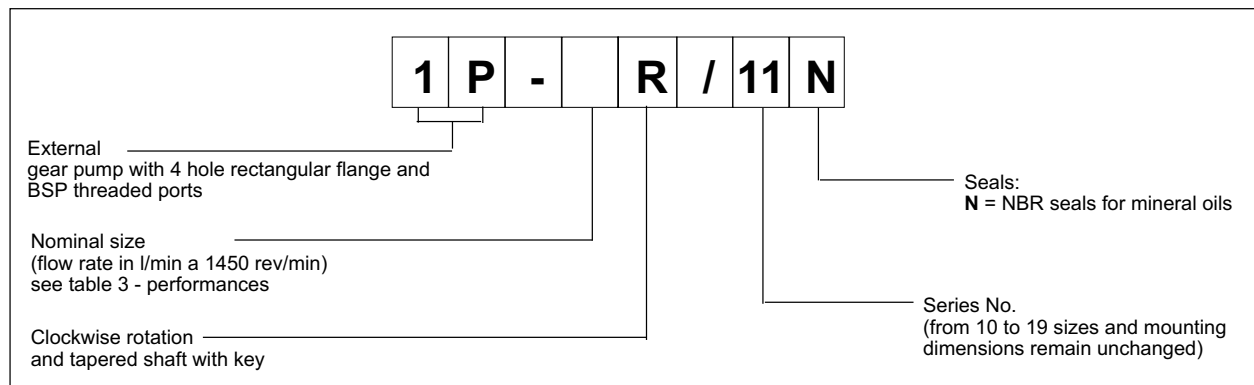 1 P - R / 11 N
External
gear pump with 4 hole rectangular flange and
BSP threaded ports
Nominal size
(flow rate in l/min a 1450 rev/min)
see table 3 - performances
Clockwise rotation
and tapered shaft with key
Seals:
N = NBR seals for mineral oils
Series No.
(from 10 to 19 sizes and mounting
dimensions remain unchanged)